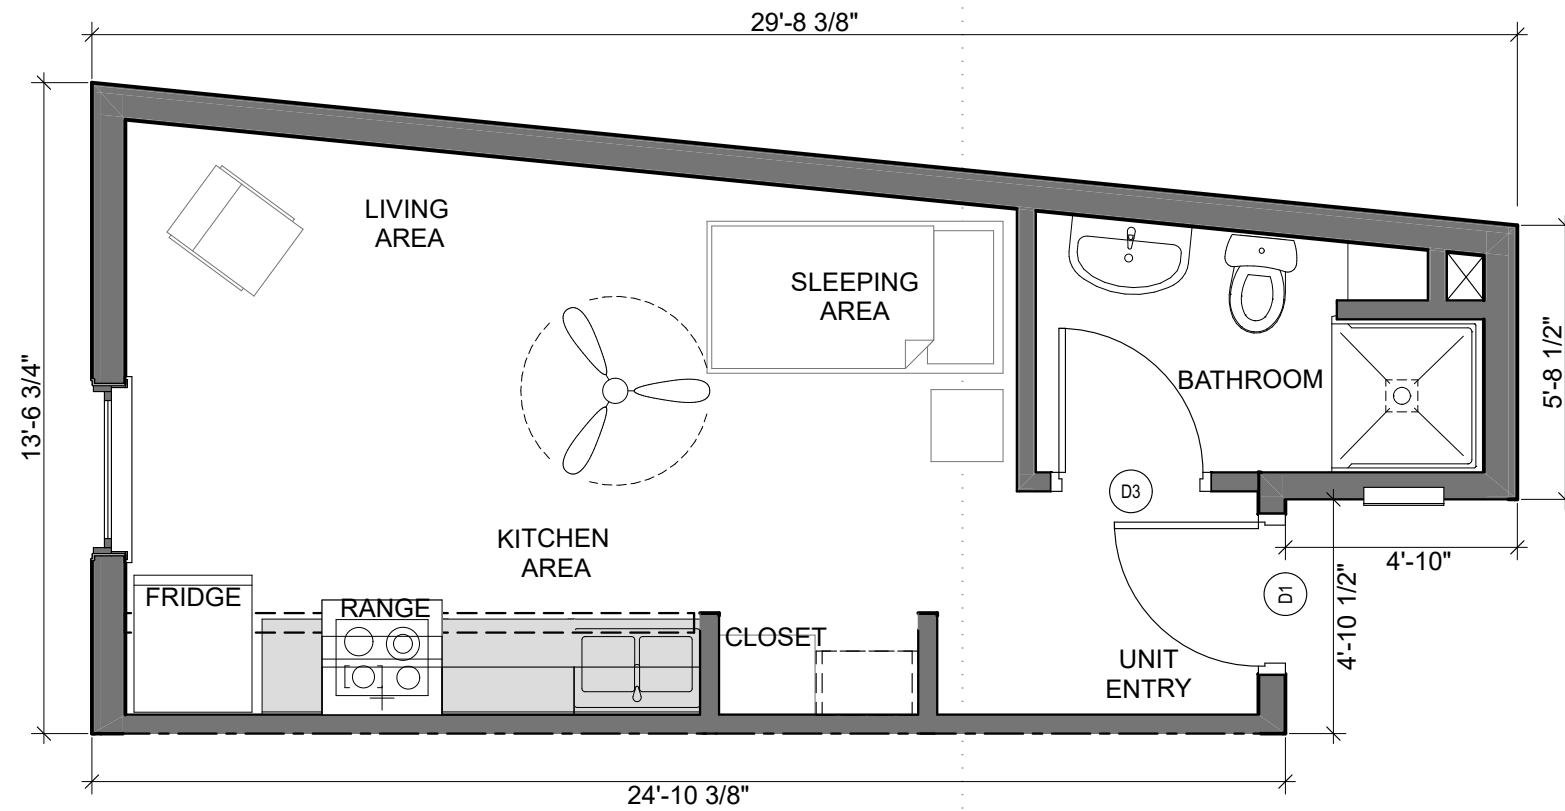 29'-8 3/8"
LIVING
AREA
SLEEPING
AREA
13'-6 3/4"
5'-8 1/2"
BATHROOM
D3
KITCHEN
AREA
4'-10"
FRIDGE
RANGE
D1
4'-10 1/2"
CLOSET
UNIT
ENTRY
24'-10 3/8"